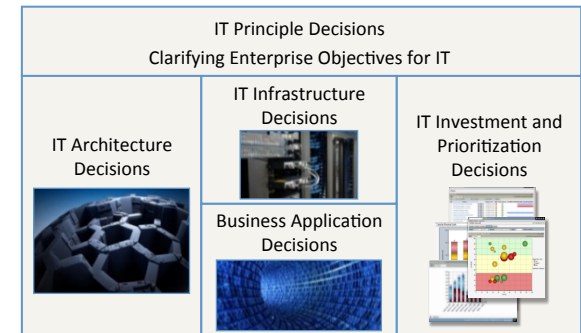 IT Principle Decisions
Clarifying Enterprise Objectives for IT
IT Architecture
Decisions
IT Infrastructure
Decisions
Business Application
Decisions
IT Investment and
Prioritization
Decisions